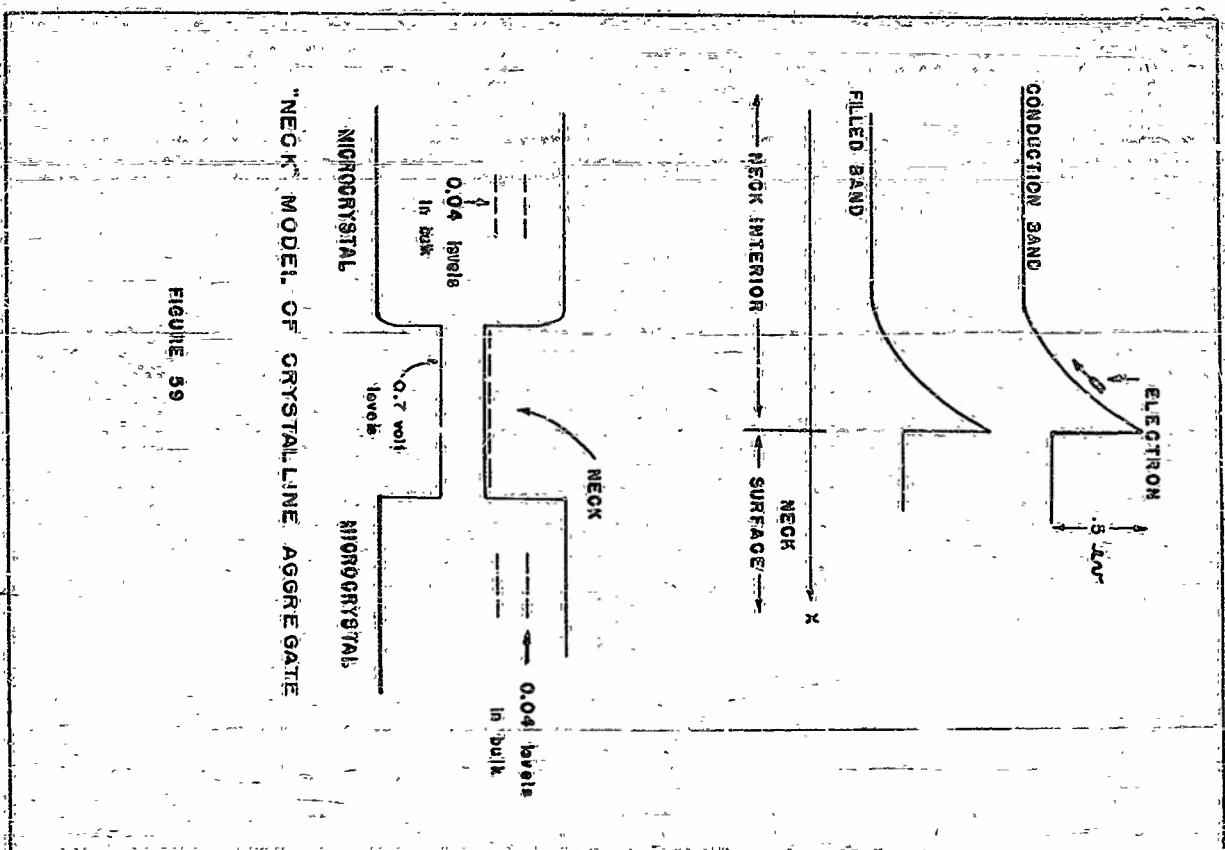 ELECTRON
CONDUCTION BAND
.5 ev
FILLED BAND
X
NECK INTERIOR
NECK
SURFACE
NECK
0.04 levels
in bulk
0.04 levels
in bulk
0.7 volt
levels
MICROCRYSTAL
MICROCRYSTAL
"NECK" MODEL OF CRYSTALLINE AGGREGATE
FIGURE 59